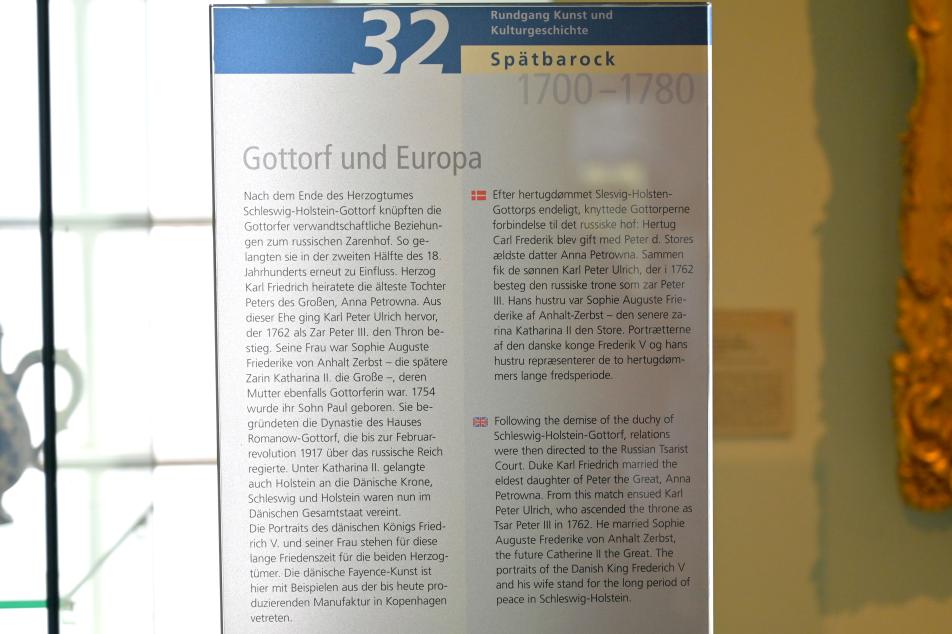 32
Rundgang Kunst und
Kulturgeschichte
Spätbarock
1700–1780
Gottorf und Europa
Nach dem Ende des Herzogtumes
Schleswig-Holstein-Gottorf knüpften die
Gottorfer verwandtschaftliche Beziehun-
gen zum russischen Zarenhof. So ge-
langten sie in der zweiten Hälfte des 18.
Jahrhunderts erneut zu Einfluss. Herzog
Karl Friedrich heiratete die älteste Tochter
Peters des Großen, Anna Petrowna. Aus
dieser Ehe ging Karl Peter Ulrich hervor,
der 1762 als Zar Peter III. den Thron be-
stieg. Seine Frau war Sophie Auguste
Friederike von Anhalt Zerbst – die spätere
Zarin Katharina II. die Große –, deren
Mutter ebenfalls Gottorferin war. 1754
wurde ihr Sohn Paul geboren. Sie be-
gründeten die Dynastie des Hauses
Romanow-Gottorf, die bis zur Februar-
revolution 1917 über das russische Reich
regierte. Unter Katharina II. gelangte
auch Holstein an die Dänische Krone,
Schleswig und Holstein waren nun im
Dänischen Gesamtstaat vereint.
Die Portraits des dänischen Königs Fried-
rich V. und seiner Frau stehen für diese
lange Friedenszeit für die beiden Herzog-
tümer. Die dänische Fayence-Kunst ist
hier mit Beispielen aus der bis heute pro-
duzierenden Manufaktur in Kopenhagen
vetreten.
Efter hertugdømmet Slesvig-Holsten-
Gottorps endeligt, knyttede Gottorperne
forbindelse til det russiske hof: Hertug
Carl Frederik blev gift med Peter d. Stores
ældste datter Anna Petrowna. Sammen
fik de sønnen Karl Peter Ulrich, der i 1762
besteg den russiske trone som zar Peter
III. Hans hustru var Sophie Auguste Frie-
derike af Anhalt-Zerbst – den senere za-
rina Katharina II den Store. Portrætterne
af den danske konge Frederik V og hans
hustru repræsenterer de to hertugdøm-
mers lange fredsperiode.
Following the demise of the duchy of
Schleswig-Holstein-Gottorf, relations
were then directed to the Russian Tsarist
Court. Duke Karl Friedrich married the
eldest daughter of Peter the Great, Anna
Petrowna. From this match ensued Karl
Peter Ulrich, who ascended the throne as
Tsar Peter III in 1762. He married Sophie
Auguste Frederike von Anhalt Zerbst,
the future Catherine II the Great. The
portraits of the Danish King Frederich V
and his wife stand for the long period of
peace in Schleswig-Holstein.